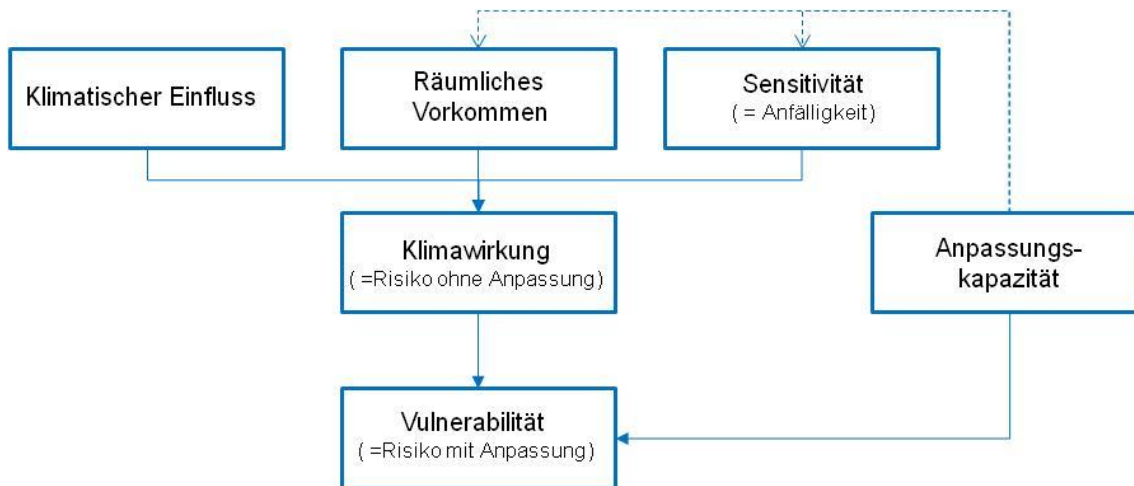 Klimatischer Einfluss
Räumliches
Vorkommen
Sensitivität
( = Anfälligkeit)
Klimawirkung
( =Risiko ohne Anpassung)
Anpassungs-
kapazität
Vulnerabilität
( =Risiko mit Anpassung)